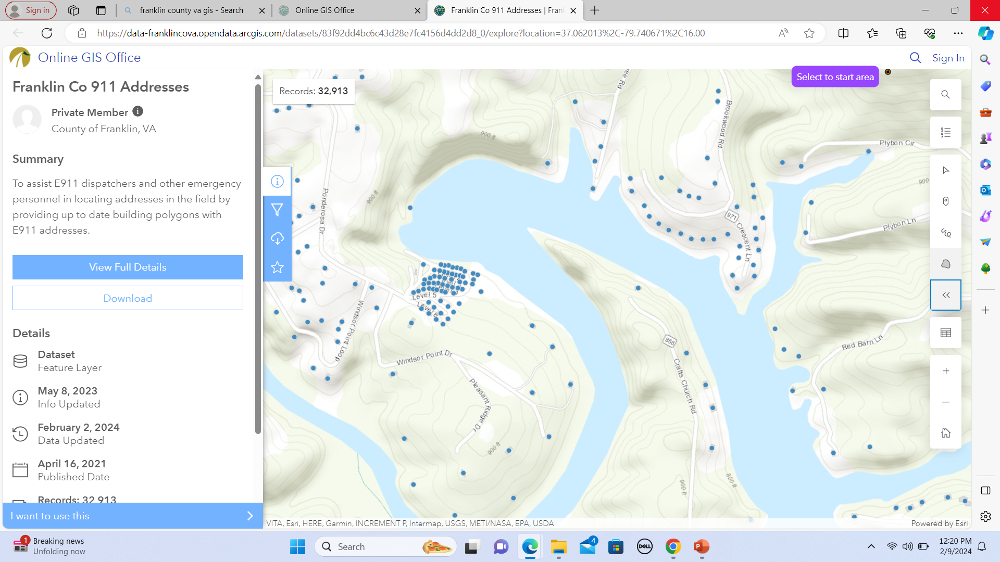 Sign in
franklin county va gis - Search
Online GIS Office
Franklin Co 911 Addresses | Fran
https://data-franklincova.opendata.arcgis.com/datasets/83f92dd4bc6c43d28e7fc4156d4dd2d8_0/explore?location=37.062013%2C-79.740671%2C16.00
Online GIS Office
Sign In
Select to start area
Franklin Co 911 Addresses
Private Member
County of Franklin, VA
Summary
To assist E911 dispatchers and other emergency
personnel in locating addresses in the field by
providing up to date building polygons with
E911 addresses.
View Full Details
Download
Details
Dataset
Feature Layer
May 8, 2023
Info Updated
February 2, 2024
Data Updated
April 16, 2021
Published Date
Records: 32,913
I want to use this
Records: 32,913
ee Rd
Brookwood Rd
900 ft
Plybon Cir
900
Ponderosa Dr
900 ft
971
Crescent Ln
Plybon Ln
Level 5
Level 8
Windsor Point Loop
Windsor Point Dr
866
Red Barn Ln
Crafts Church Rd
Pleasant Ridge Dr
900 ft
900 ft
800 ft
VITA, Esri, HERE, Garmin, INCREMENT P, Intermap, USGS, METI/NASA, EPA, USDA
Powered by Esri
1
Breaking news
Unfolding now
Search
4
DELL
12:20 PM
2/9/2024